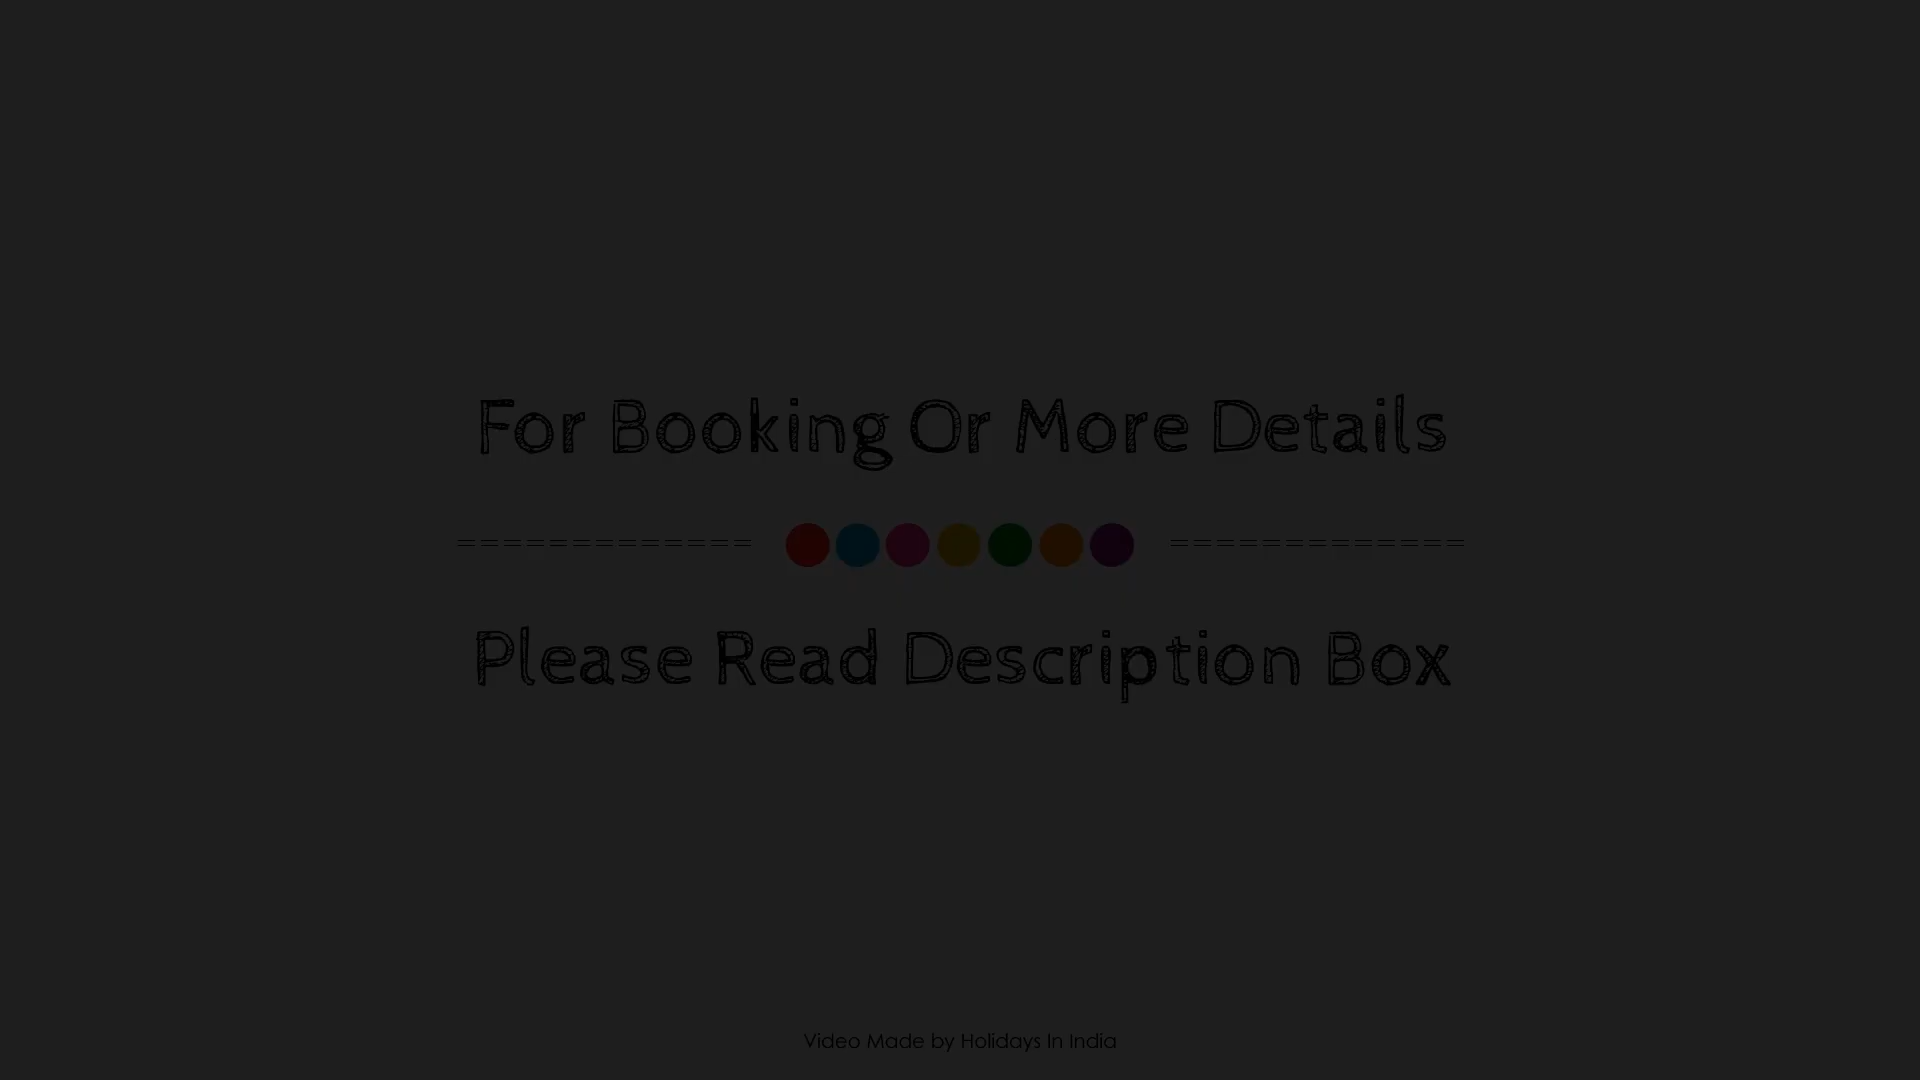 For Booking Or More Details
============= =============
Please Read Description Box
Video Made by Holidays In India